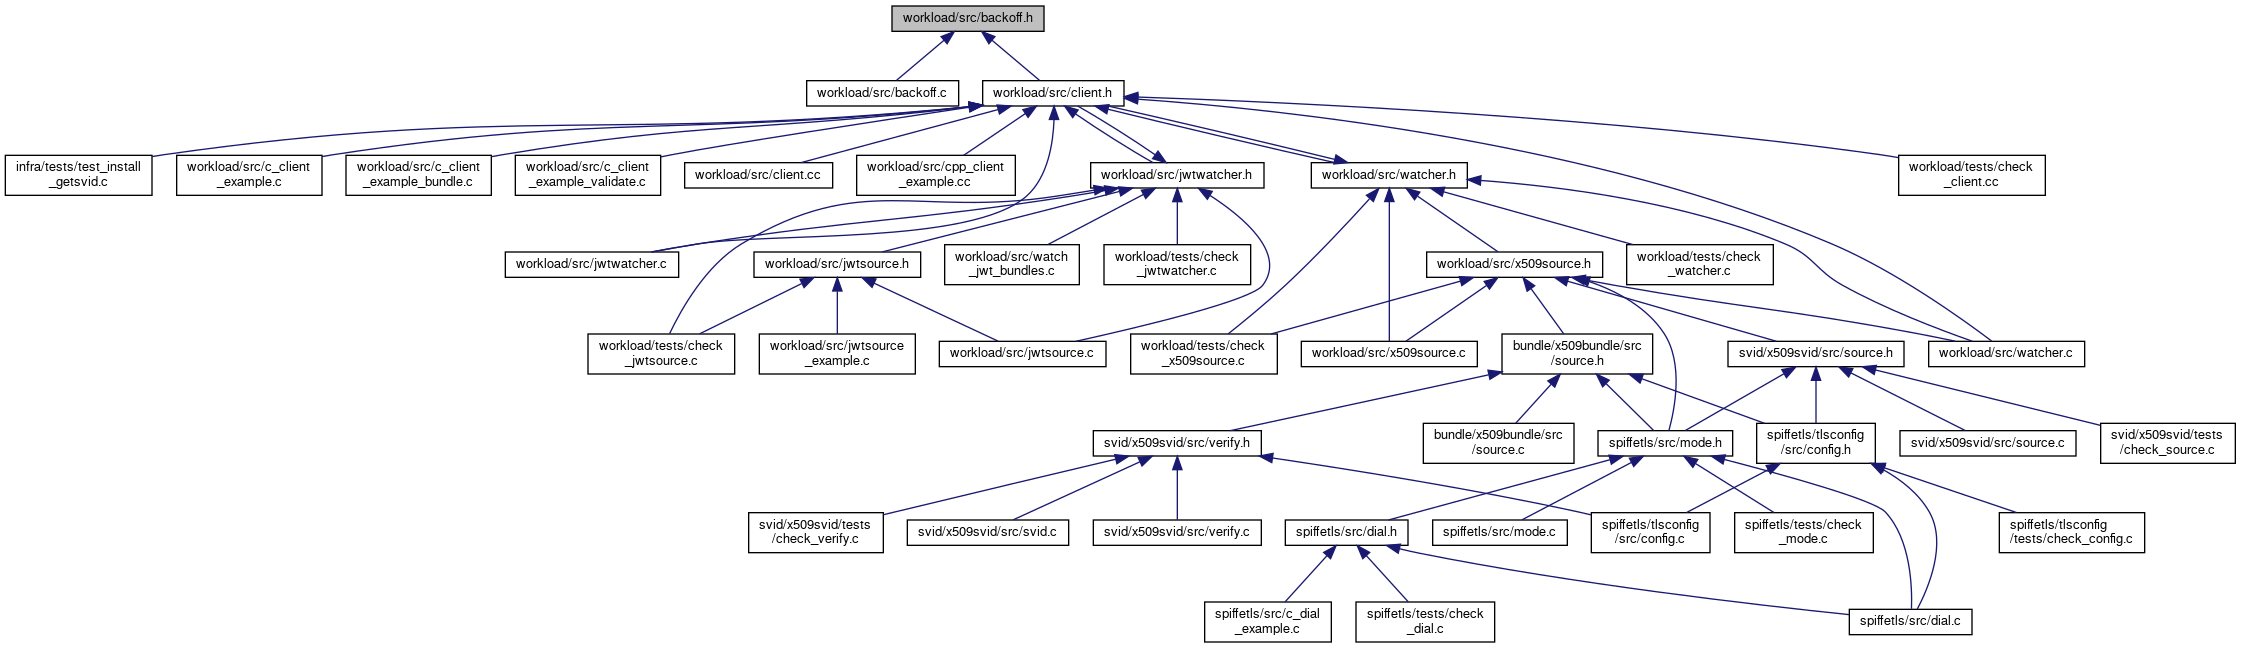 workload/src/backoff.h
workload/src/backoff.c
workload/src/client.h
infra/tests/test_install
_getsvid.c
workload/src/c_client
_example.c
workload/src/c_client
_example_bundle.c
workload/src/c_client
_example_validate.c
workload/src/client.cc
workload/src/cpp_client
_example.cc
workload/src/jwtwatcher.h
workload/src/watcher.h
workload/tests/check
_client.cc
workload/src/jwtwatcher.c
workload/src/jwtsource.h
workload/src/watch
_jwt_bundles.c
workload/tests/check
_jwtwatcher.c
workload/src/x509source.h
workload/tests/check
_watcher.c
workload/tests/check
_jwtsource.c
workload/src/jwtsource
_example.c
workload/src/jwtsource.c
workload/tests/check
_x509source.c
workload/src/x509source.c
bundle/x509bundle/src
/source.h
svid/x509svid/src/source.h
workload/src/watcher.c
svid/x509svid/src/verify.h
bundle/x509bundle/src
/source.c
spiffetls/src/mode.h
spiffetls/tlsconfig
/src/config.h
svid/x509svid/src/source.c
svid/x509svid/tests
/check_source.c
svid/x509svid/tests
/check_verify.c
svid/x509svid/src/svid.c
svid/x509svid/src/verify.c
spiffetls/src/dial.h
spiffetls/src/mode.c
spiffetls/tlsconfig
/src/config.c
spiffetls/tests/check
_mode.c
spiffetls/tlsconfig
/tests/check_config.c
spiffetls/src/c_dial
_example.c
spiffetls/tests/check
_dial.c
spiffetls/src/dial.c